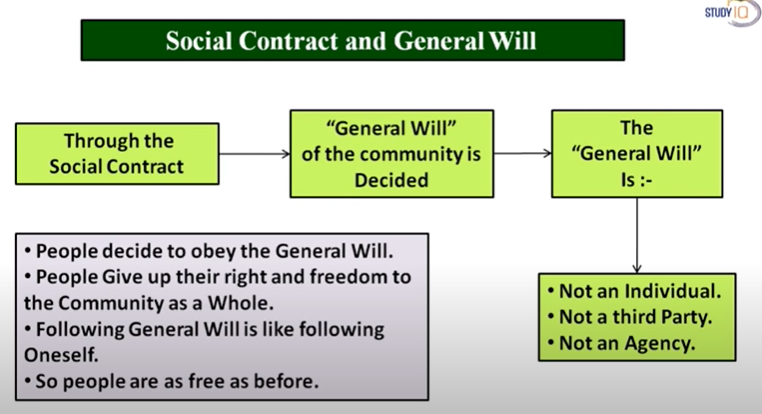 STUDY IQ
Social Contract and General Will
Through the
Social Contract
“General Will”
of the community is
Decided
The
“General Will”
Is :-
• People decide to obey the General Will.
• People Give up their right and freedom to
the Community as a Whole.
• Following General Will is like following
Oneself.
• So people are as free as before.
• Not an Individual.
• Not a third Party.
• Not an Agency.